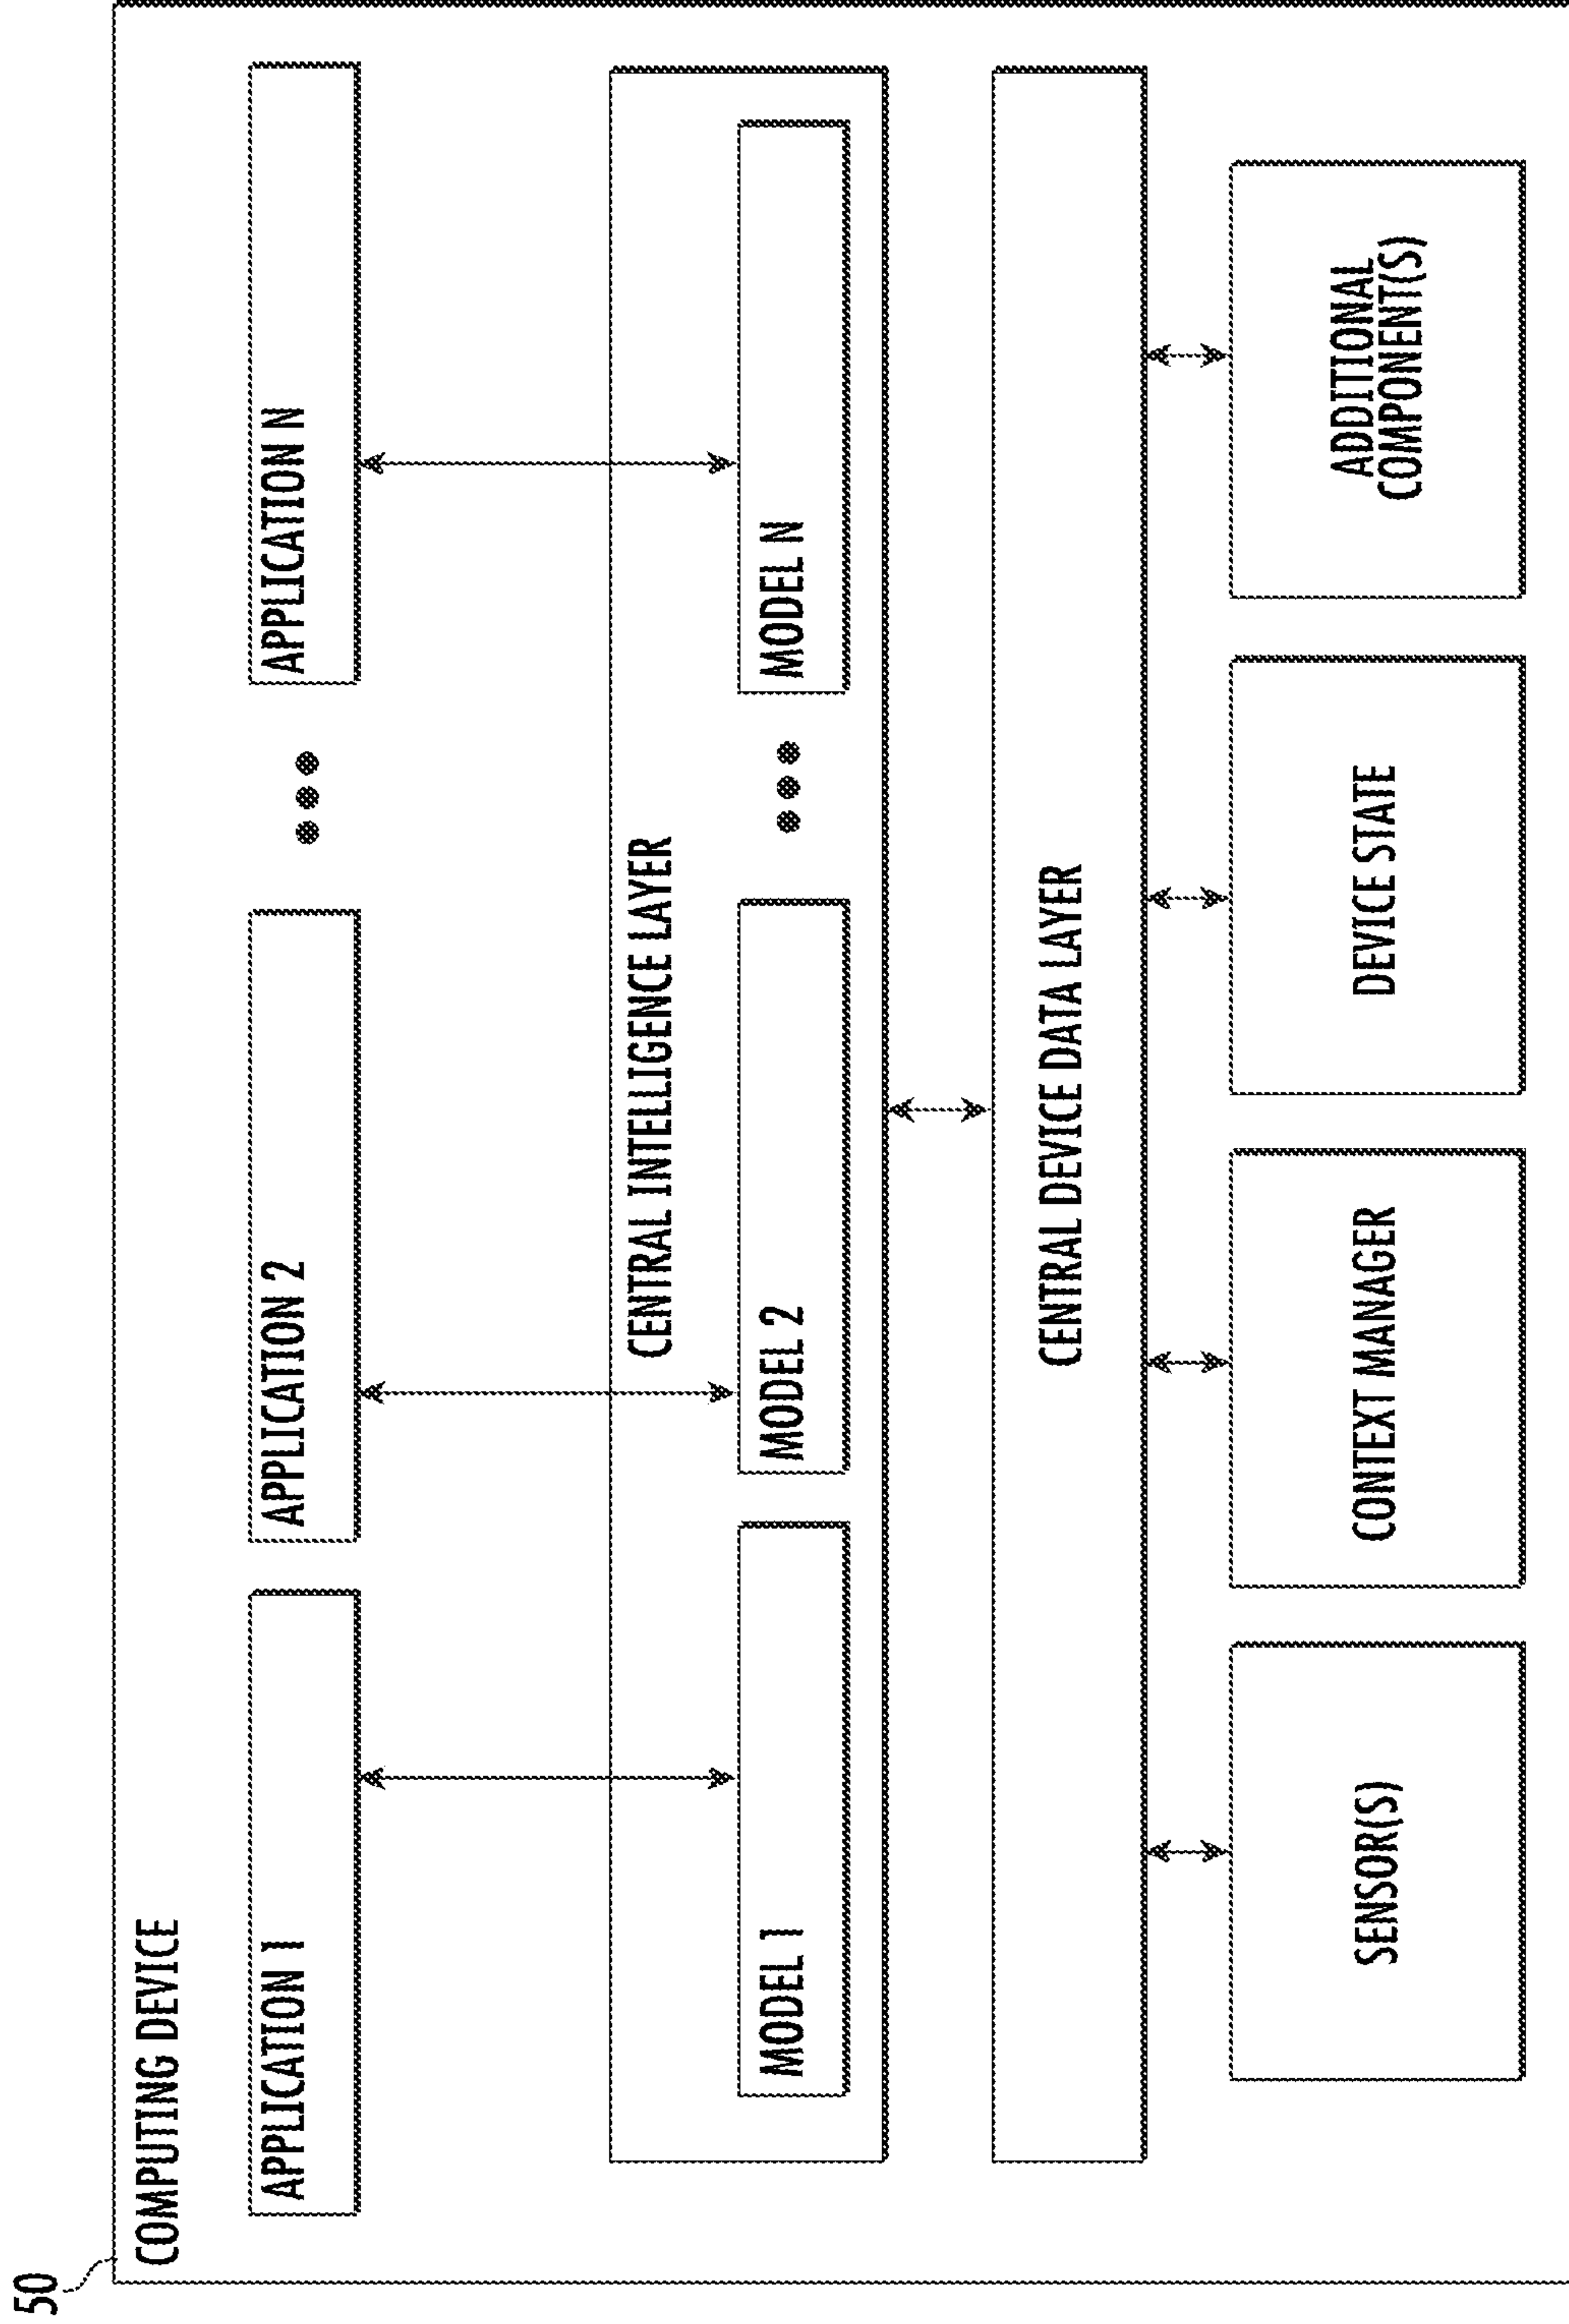 50
COMPUTING DEVICE
APPLICATION 1
APPLICATION 2
APPLICATION N
CENTRAL INTELLIGENCE LAYER
MODEL 1
MODEL 2
MODEL N
CENTRAL DEVICE DATA LAYER
SENSOR(S)
CONTEXT MANAGER
DEVICE STATE
ADDITIONAL
COMPONENT(S)